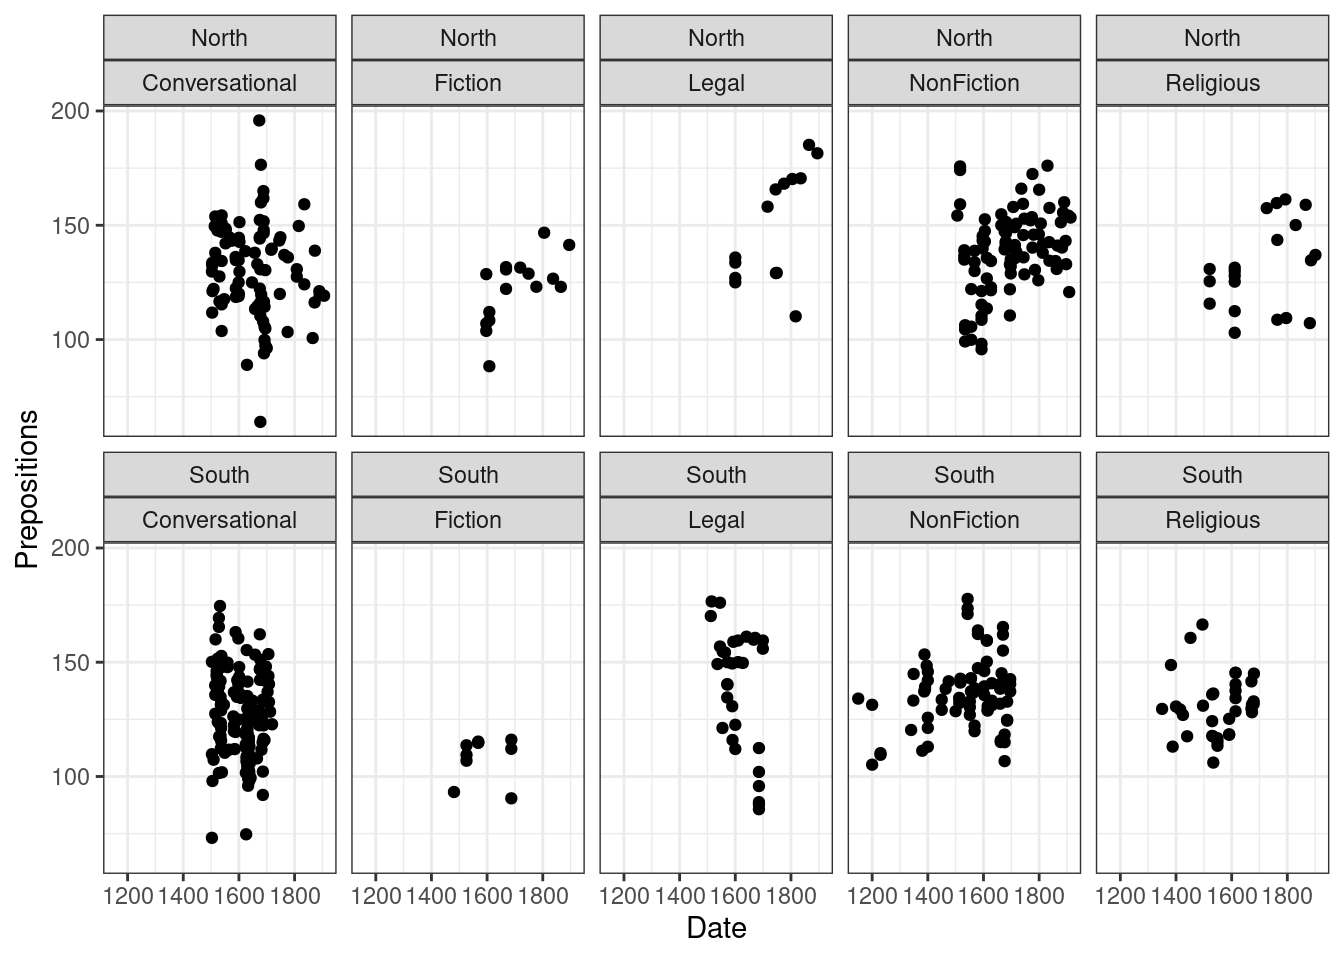 North North North North North
Conversational Fiction Legal NonFiction Religious
200
150
100
South South South South South
Conversational Fiction Legal NonFiction Religious
200
150
100
1200 1400 1600 1800 1200 1400 1600 1800 1200 1400 1600 1800 1200 1400 1600 1800 1200 1400 1600 1800
Date
Prepositions